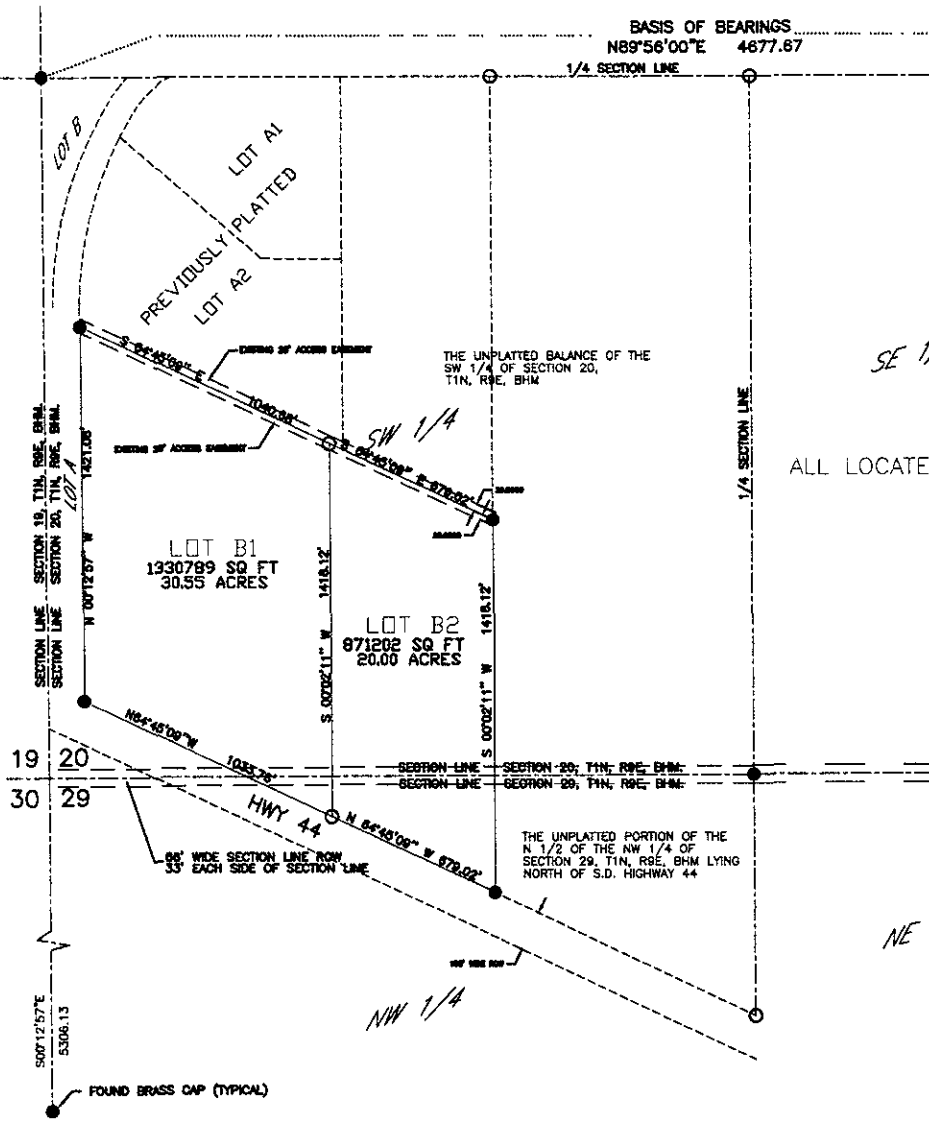 BASIS OF BEARINGS
N89°56'00"E 4677.67
1/4 SECTION LINE
LOT B
LOT A1
PREVIOUSLY PLATTED
LOT A2
S 64°45'09" E
1040.58'
EXISTING 20' ACCESS EASEMENT
THE UNPLATTED BALANCE OF THE
SW 1/4 OF SECTION 20,
T1N, R9E, BHM
SE
SW 1/4
S 64°45'09" E 679.02'
1/4 SECTION LINE
ALL LOCATE
SECTION LINE SECTION 19, T1N, R9E, BHM.
SECTION LINE SECTION 20, T1N, R9E, BHM.
LOT A
N 00°12'57" W 1421.08'
LOT B1
1330789 SQ FT
30.55 ACRES
S 00°02'11" W 1418.12'
LOT B2
871202 SQ FT
20.00 ACRES
S 00°02'11" W 1418.12'
N64°45'09"W
1033.76'
19 20
30 29
SECTION LINE SECTION 20, T1N, R9E, BHM.
SECTION LINE SECTION 29, T1N, R9E, BHM.
HWY 44
N 64°45'09" W 679.02'
66' WIDE SECTION LINE ROW
33' EACH SIDE OF SECTION LINE
THE UNPLATTED PORTION OF THE
N 1/2 OF THE NW 1/4 OF
SECTION 29, T1N, R9E, BHM LYING
NORTH OF S.D. HIGHWAY 44
WIDE ROW
NW 1/4
NE
S00°12'57"E
5306.13
FOUND BRASS CAP (TYPICAL)